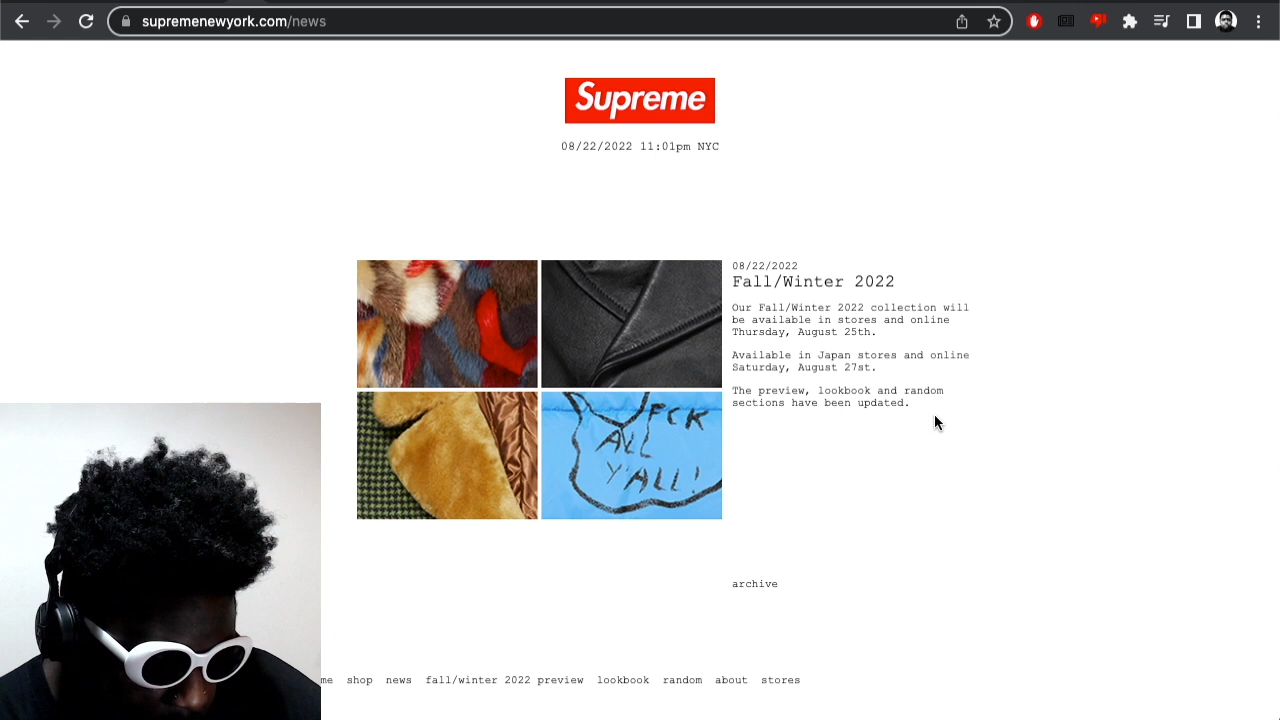 supremenewyork.com/news
Supreme
08/22/2022 11:01pm NYC
08/22/2022
Fall/Winter 2022
Our Fall/Winter 2022 collection will
be available in stores and online
Thursday, August 25th.
Available in Japan stores and online
Saturday, August 27st.
The preview, lookbook and random
sections have been updated.
FCK
ALL
Y'ALL!
archive
me shop news fall/winter 2022 preview lookbook random about stores